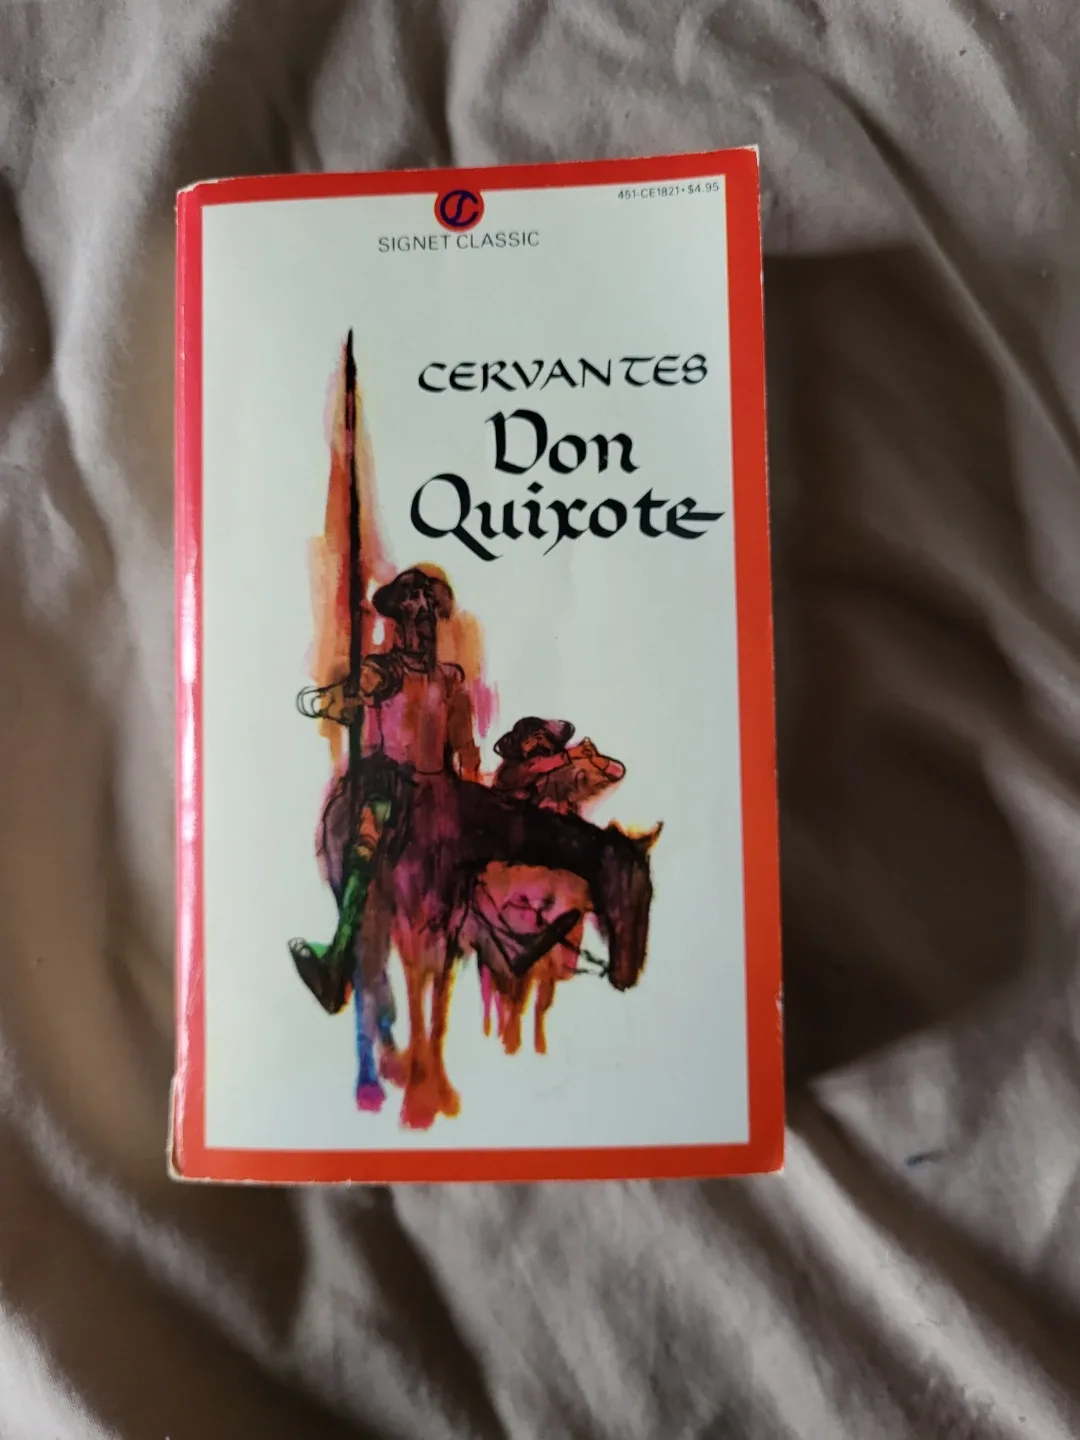 451-CE1821•$4.95
SIGNET CLASSIC
CERVANTES
Don
Quixote